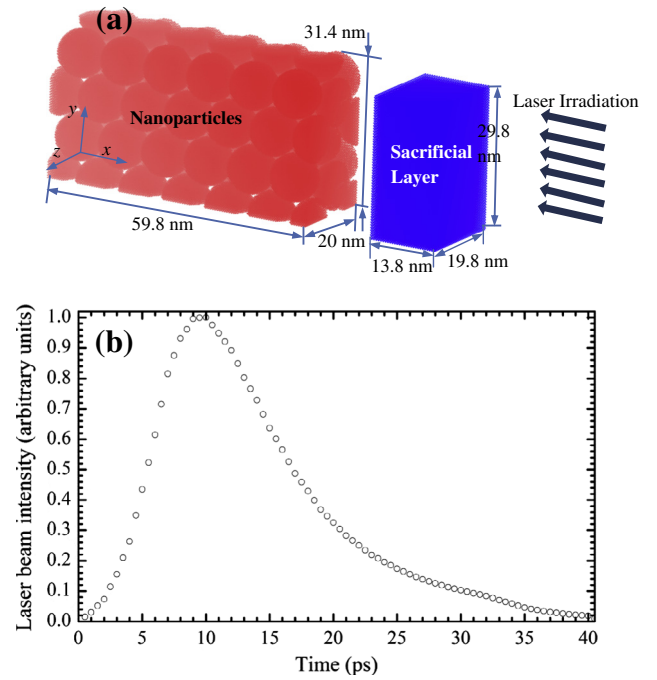 (a)
31.4 nm
Nanoparticles
y
z
x
59.8 nm
20 nm
Sacrificial
Layer
29.8
nm
13.8 nm
19.8 nm
Laser Irradiation
(b)
Laser beam intensity (arbitrary units)
1.0
0.9
0.8
0.7
0.6
0.5
0.4
0.3
0.2
0.1
0.0
0 5 10 15 20 25 30 35 40
Time (ps)